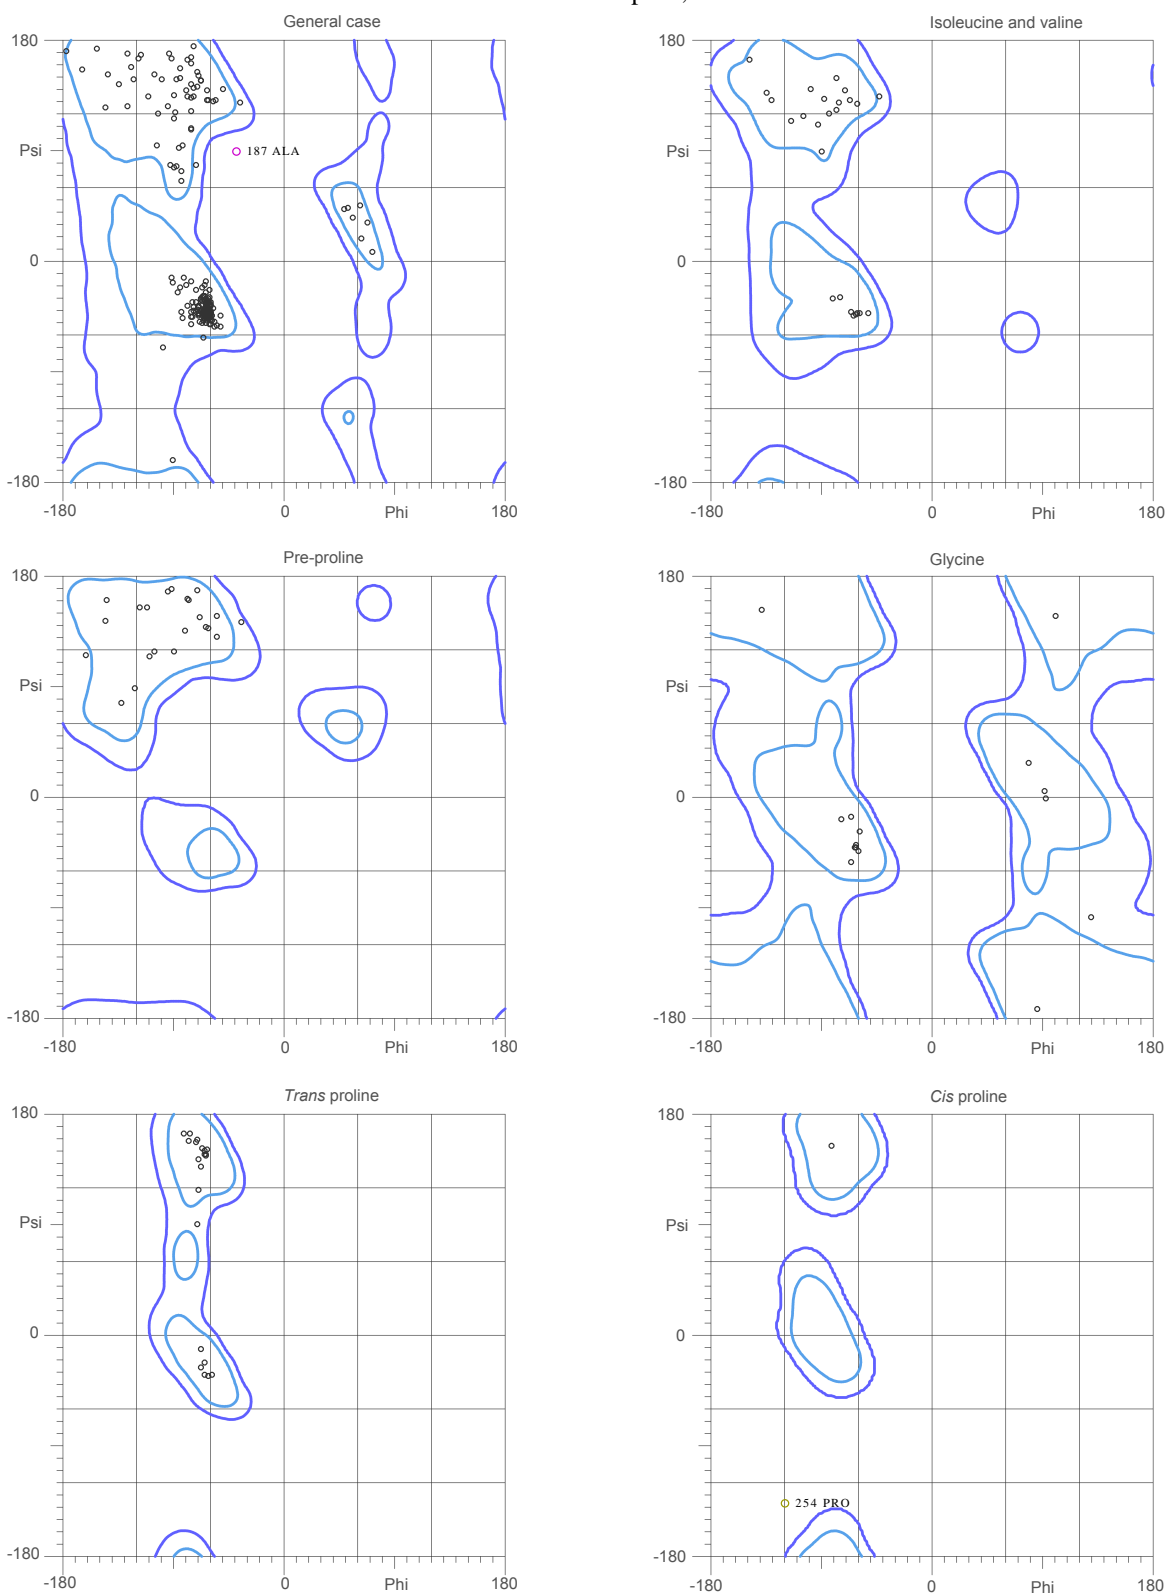 General case
180
Psi
0
-180
-180
0
Phi
180
187 ALA
Isoleucine and valine
180
Psi
0
-180
-180
0
Phi
180
Pre-proline
180
Psi
0
-180
-180
0
Phi
180
Glycine
180
Psi
0
-180
-180
0
Phi
180
Trans proline
180
Psi
0
-180
-180
0
Phi
180
Cis proline
180
Psi
0
254 PRO
-180
-180
0
Phi
180